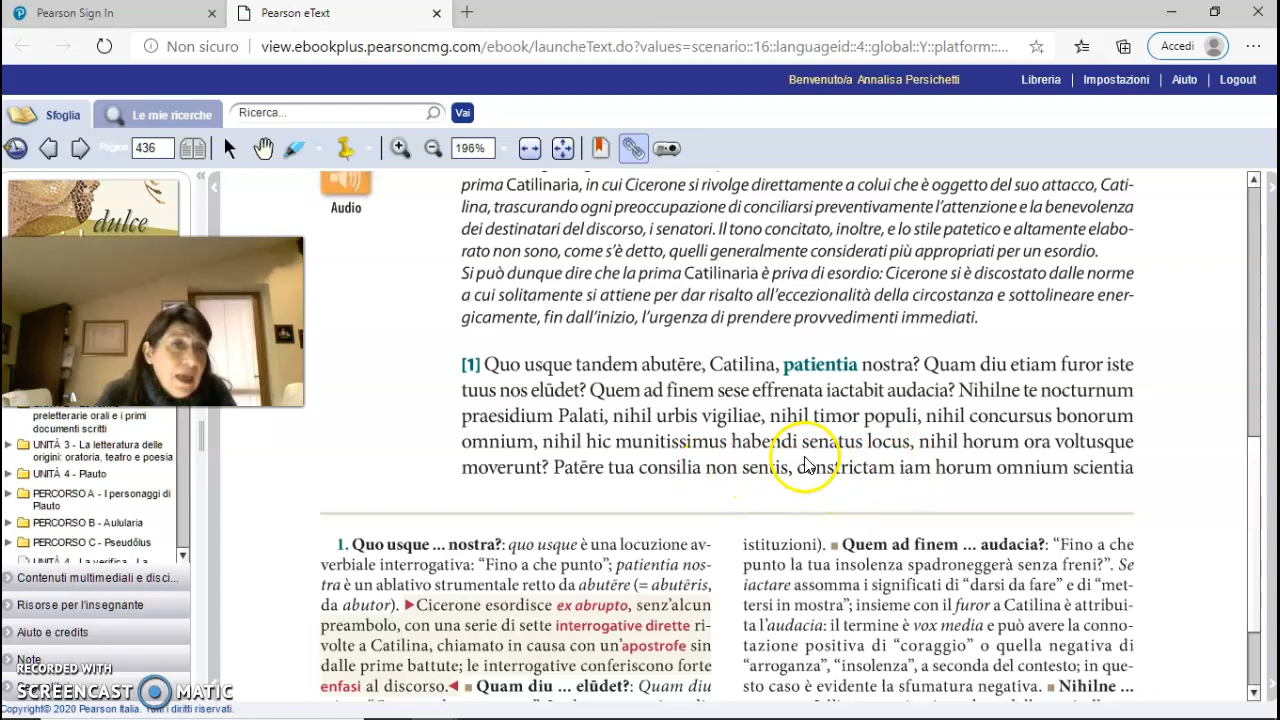 Pearson Sign In
Pearson eText
Non sicuro
view.ebookplus.pearsoncmg.com/ebook/launcheText.do?values=scenario::16::languageid::4::global::Y::platform::...
Accedi
Benvenuto/a Annalisa Persichetti
Libreria | Impostazioni | Aiuto | Logout
Sfoglia
Le mie ricerche
Ricerca...
Vai
Pagina 436
196%
dulce
Audio
prima Catilinaria, in cui Cicerone si rivolge direttamente a colui che è oggetto del suo attacco, Cati-
lina, trascurando ogni preoccupazione di conciliarsi preventivamente l'attenzione e la benevolenza
dei destinatari del discorso, i senatori. Il tono concitato, inoltre, e lo stile patetico e altamente elabo-
rato non sono, come s'è detto, quelli generalmente considerati più appropriati per un esordio.
Si può dunque dire che la prima Catilinaria è priva di esordio: Cicerone si è discostato dalle norme
a cui solitamente si attiene per dar risalto all'eccezionalità della circostanza e sottolineare ener-
gicamente, fin dall'inizio, l'urgenza di prendere provvedimenti immediati.
[1] Quo usque tandem abutēre, Catilina, patientia nostra? Quam diu etiam furor iste
tuus nos elūdet? Quem ad finem sese effrenata iactabit audacia? Nihilne te nocturnum
praesidium Palati, nihil urbis vigiliae, nihil timor populi, nihil concursus bonorum
omnium, nihil hic munitissimus habendi senatus locus, nihil horum ora voltusque
moverunt? Patēre tua consilia non sentis, constrictam iam horum omnium scientia
1. Quo usque ... nostra?: quo usque è una locuzione av-
verbiale interrogativa: "Fino a che punto"; patientia nos-
tra è un ablativo strumentale retto da abutēre (= abutēris,
da abutor). ▶Cicerone esordisce ex abrupto, senz'alcun
preambolo, con una serie di sette interrogative dirette ri-
volte a Catilina, chiamato in causa con un'apostrofe sin
dalle prime battute; le interrogative conferiscono forte
enfasi al discorso.◀ ■ Quam diu ... elūdet?: Quam diu
istituzioni). ■ Quem ad finem ... audacia?: "Fino a che
punto la tua insolenza spadroneggerà senza freni?". Se
iactare assomma i significati di "darsi da fare" e di "met-
tersi in mostra"; insieme con il furor a Catilina è attribui-
ta l'audacia: il termine è vox media e può avere la conno-
tazione positiva di "coraggio" o quella negativa di
"arroganza", "insolenza", a seconda del contesto; in que-
sto caso è evidente la sfumatura negativa. ■ Nihilne ...
preletterarie orali e i primi
documenti scritti
UNITÀ 3 - La letteratura delle
origini: oratoria, teatro e poesia
UNITÀ 4 - Plauto
PERCORSO A - I personaggi di
Plauto
PERCORSO B - Aulularia
PERCORSO C - Pseudŏlus
UNITÀ 4 - La verifica - La
Contenuti multimediali e disci...
Risorse per l'insegnante
Aiuto e credits
Note
RECORDED WITH
SCREENCAST MATIC
Copyright© 2020 Pearson Italia. Tutti i diritti riservati.